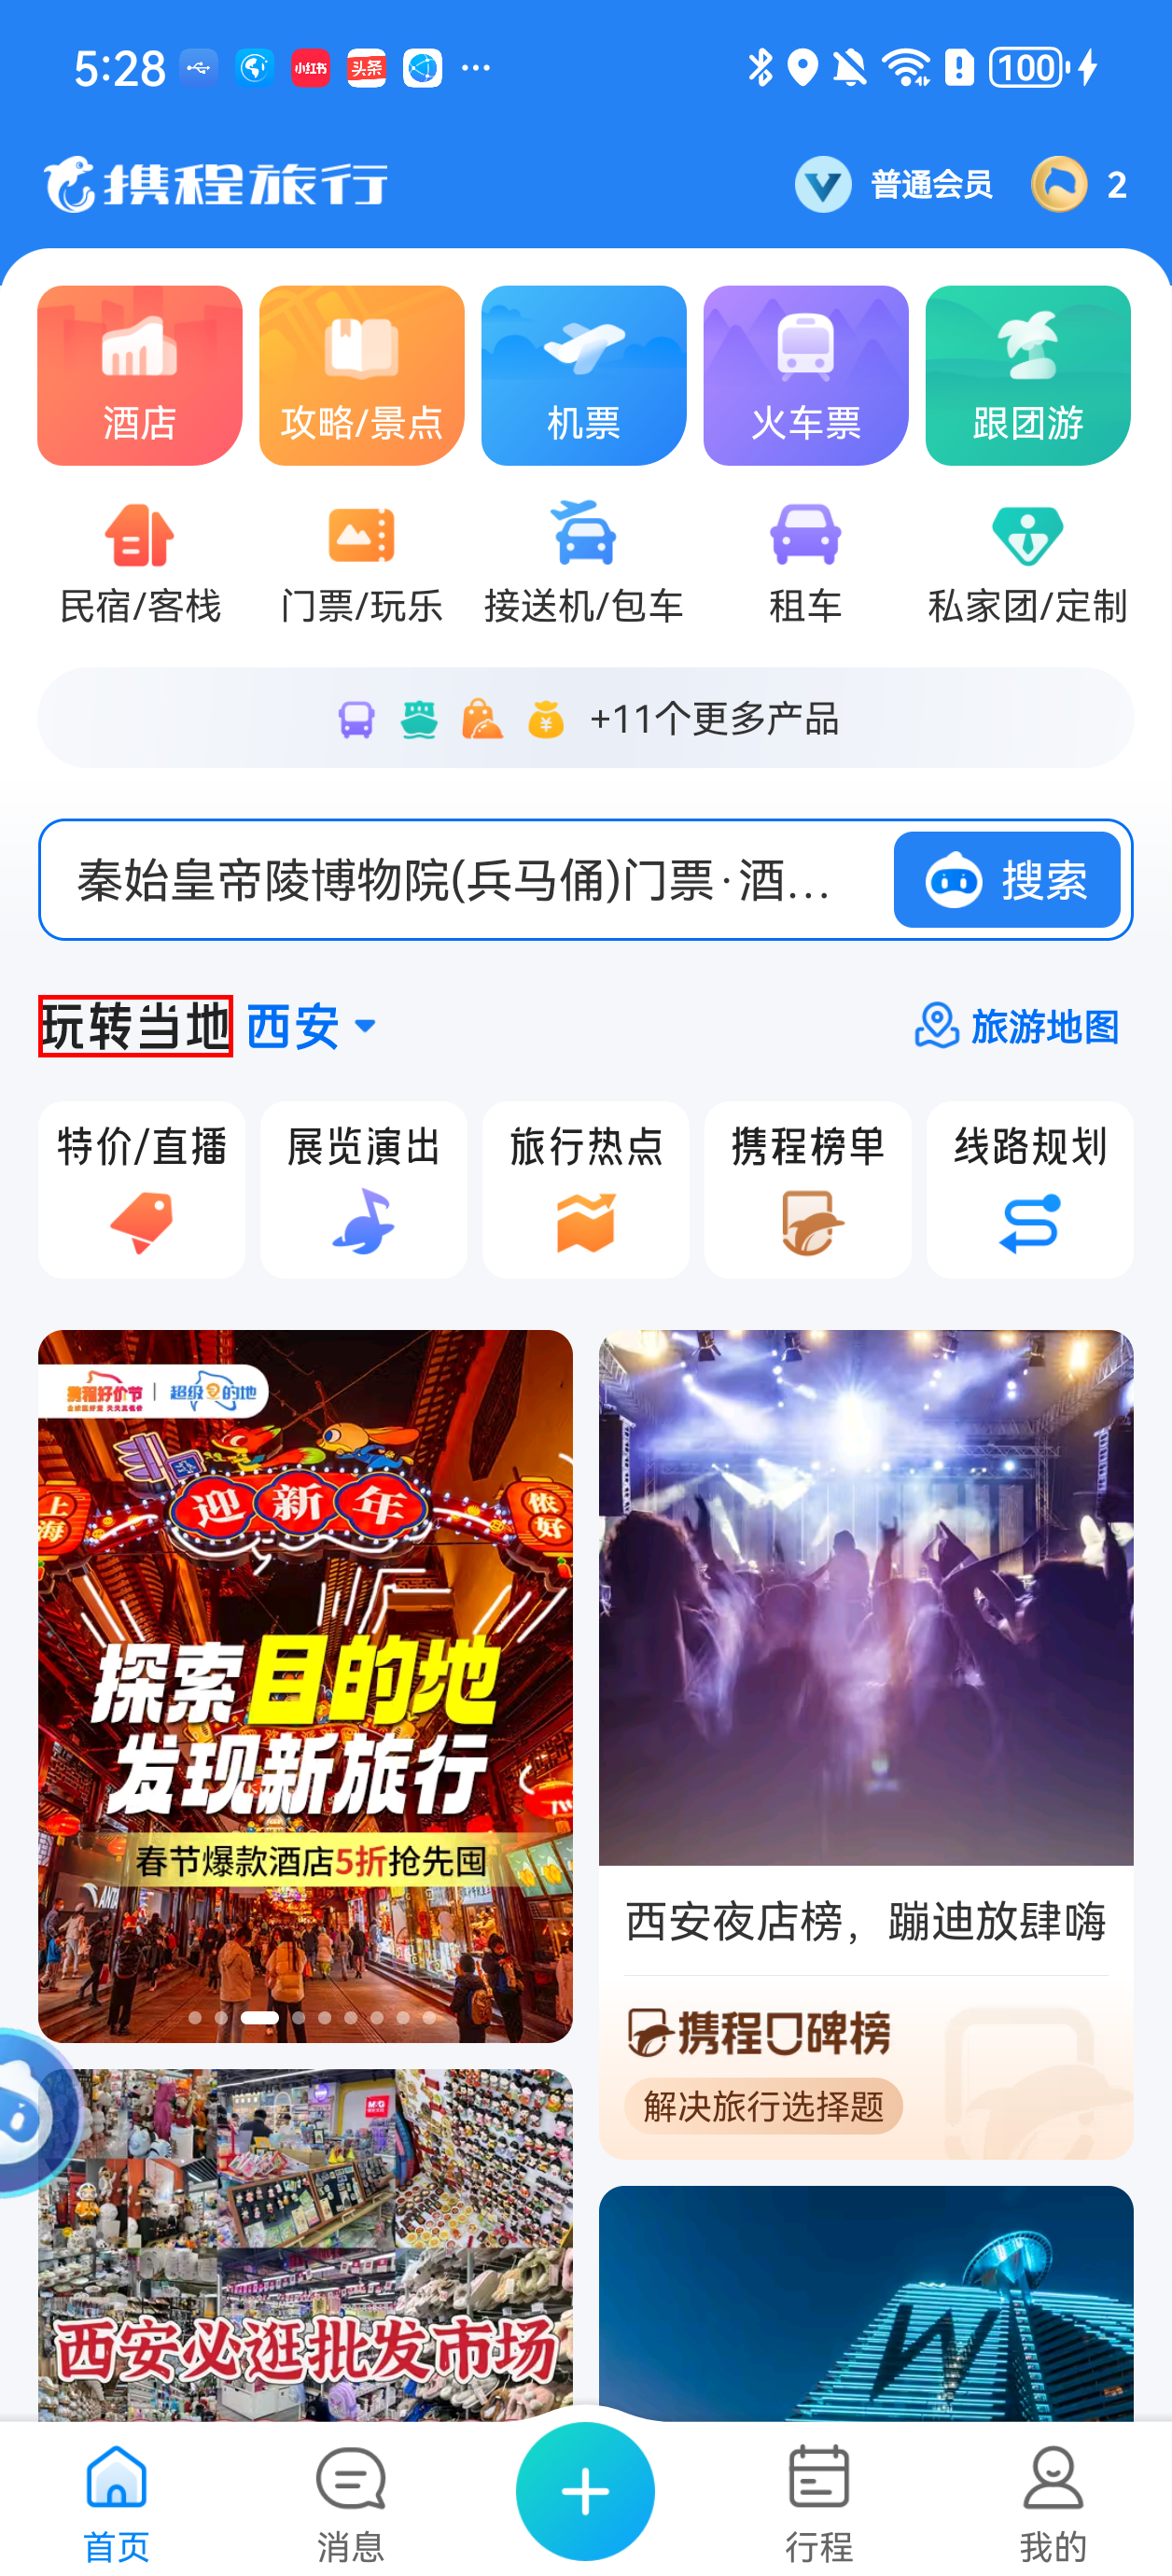 5:28 小红书 头条 ... 100
携程旅行 普通会员 2
酒店 攻略/景点 机票 火车票 跟团游
民宿/客栈 门票/玩乐 接送机/包车 租车 私家团/定制
+11个更多产品
秦始皇帝陵博物院(兵马俑)门票·酒... 搜索
玩转当地 西安 旅游地图
特价/直播 展览演出 旅行热点 携程榜单 线路规划
携程好价节 | 超级目的地
上海 迎新年 侬好
探索目的地
发现新旅行
春节爆款酒店5折抢先囤
西安夜店榜，蹦迪放肆嗨
携程口碑榜
解决旅行选择题
M&G
西安必逛批发市场
首页 消息 行程 我的